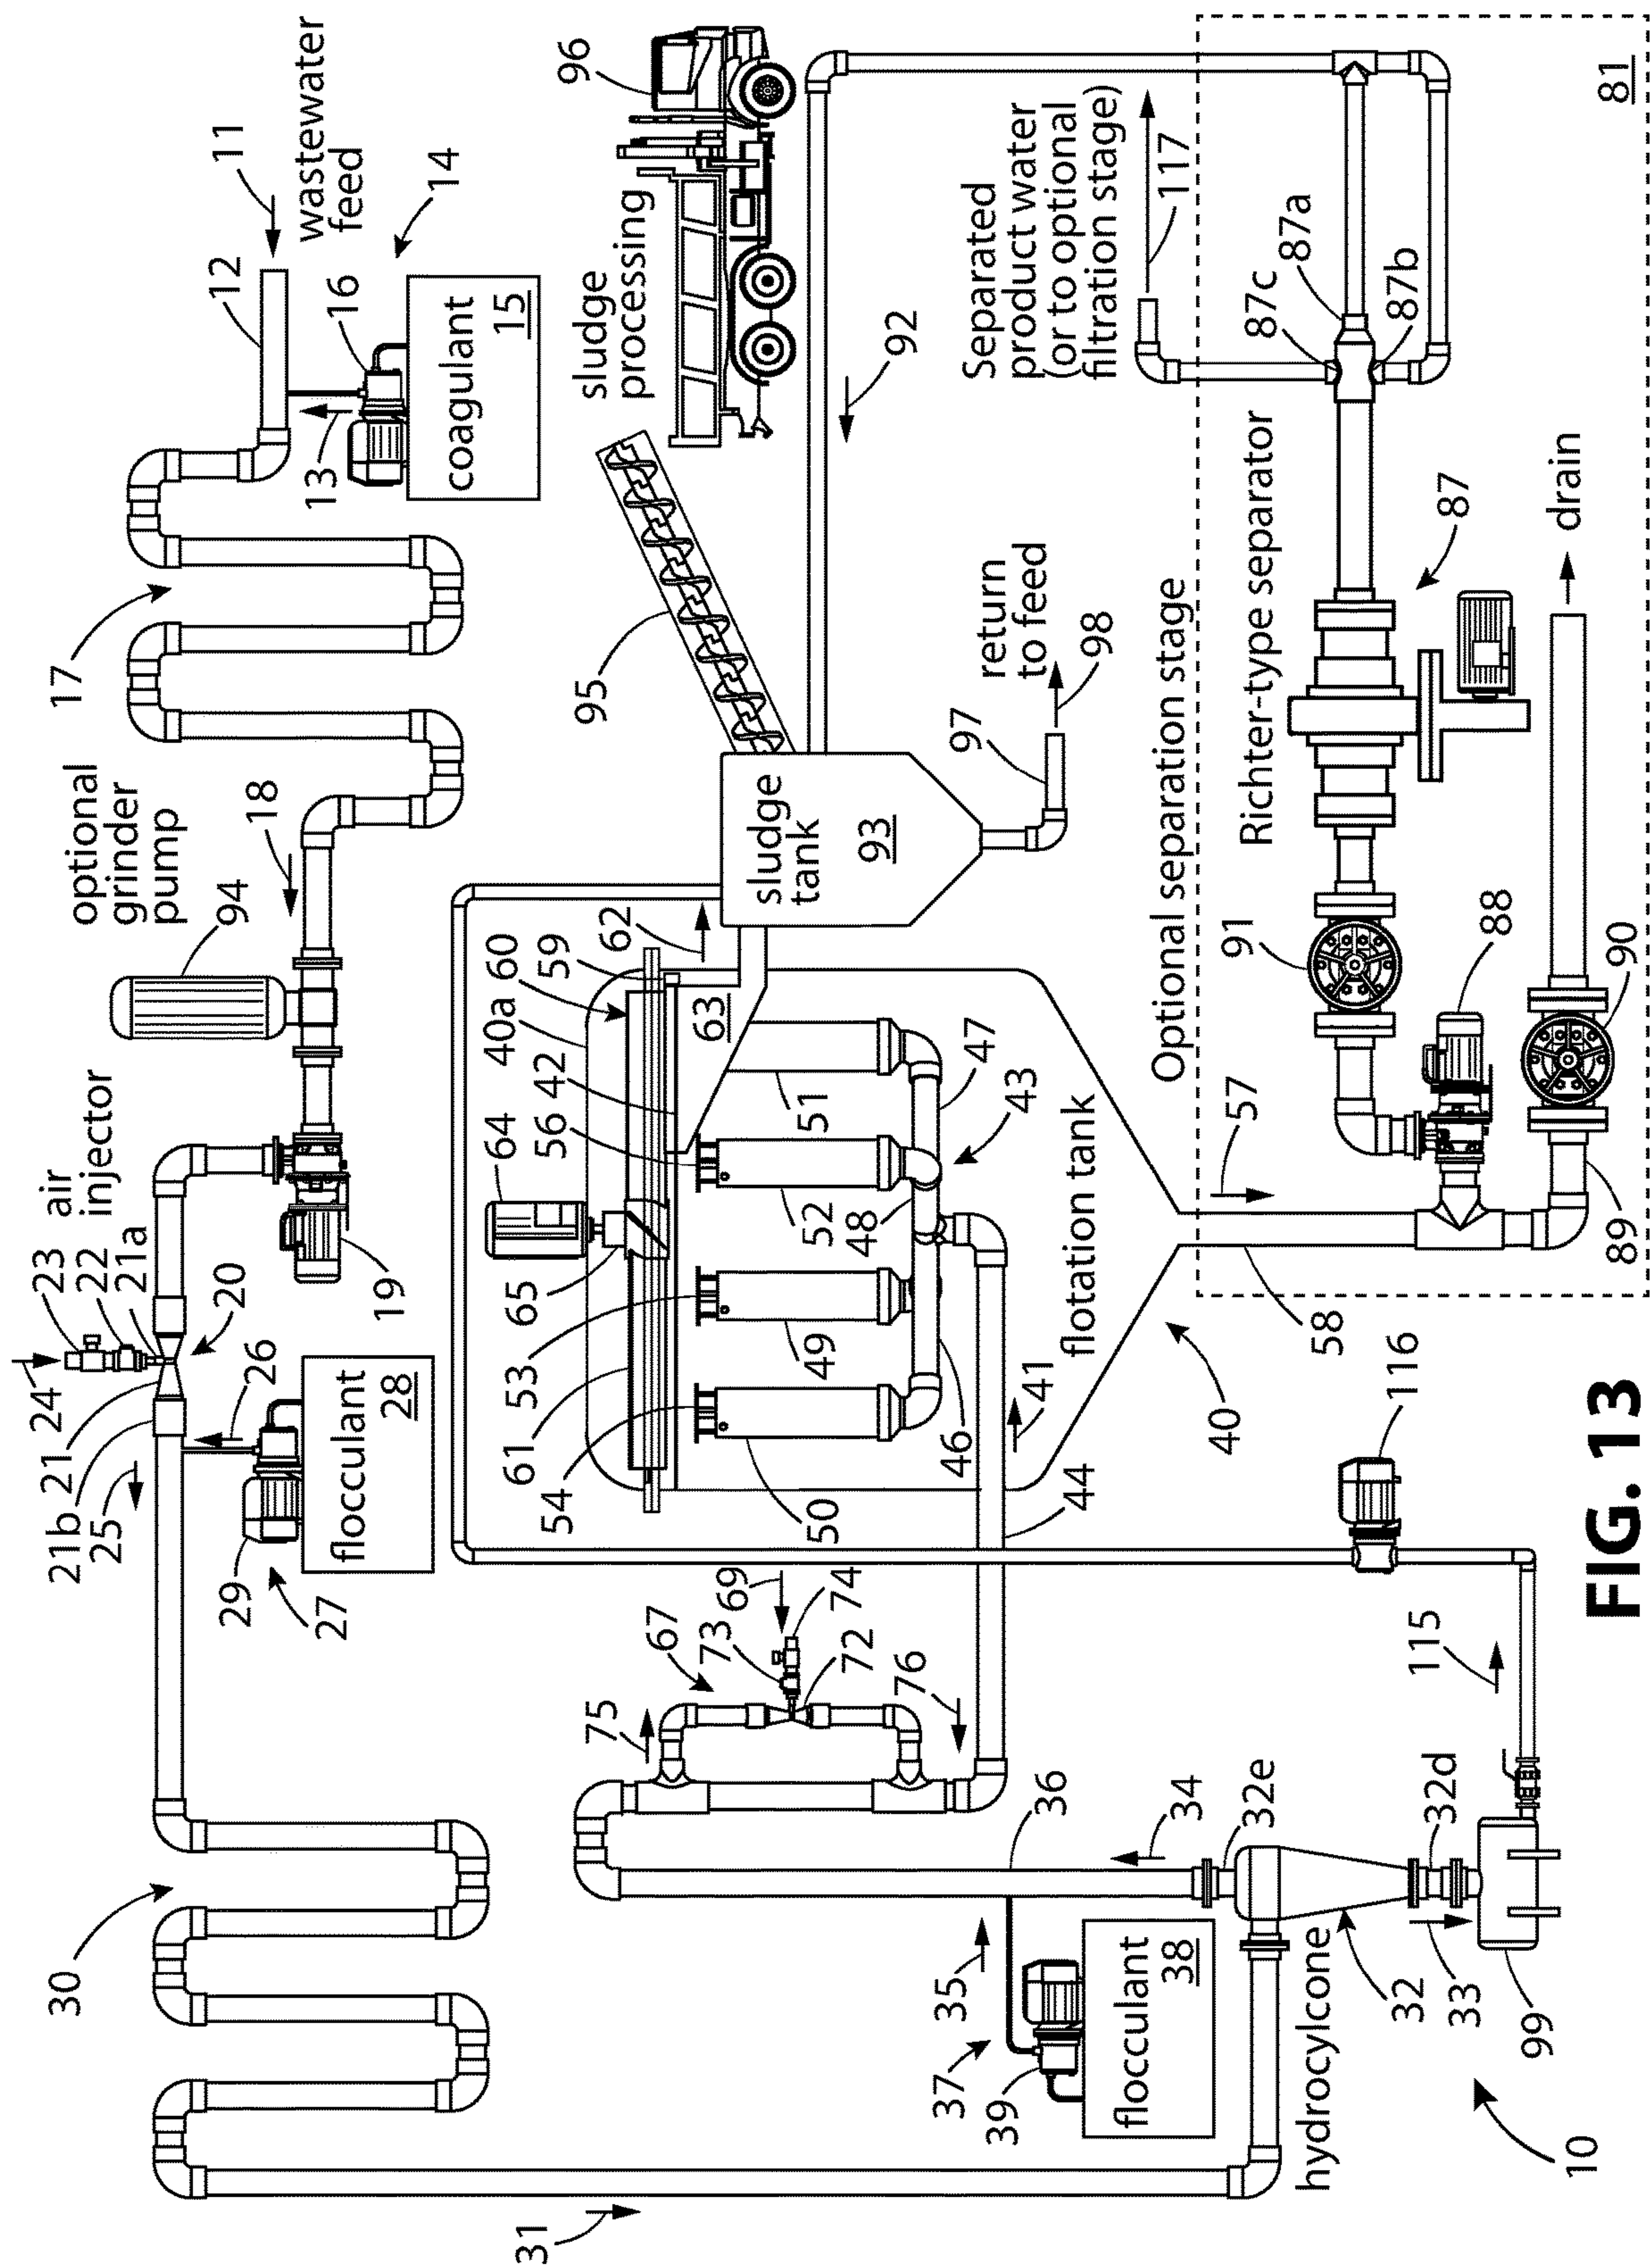 11
wastewater
feed
12
14
16
13
coagulant
15
17
optional
grinder
pump
18
94
air
injector
19
23
22
21a
20
24
26
21
21b
25
flocculant
28
29
27
30
31
sludge
processing
96
95
92
sludge
tank
93
return
to feed
97
98
62
59
60
40a
42
63
64
56
65
53
61
54
51
52
48
49
50
47
43
46
41
44
flotation tank
40
57
58
67
69
73
74
72
75
76
36
34
32e
35
37
39
flocculant
38
hydrocylcone
32
32d
33
99
115
116
10
Separated
product water
(or to optional
filtration stage)
117
87c
87a
87b
Optional separation stage
Richter-type separator
87
91
88
90
89
drain
81
FIG. 13